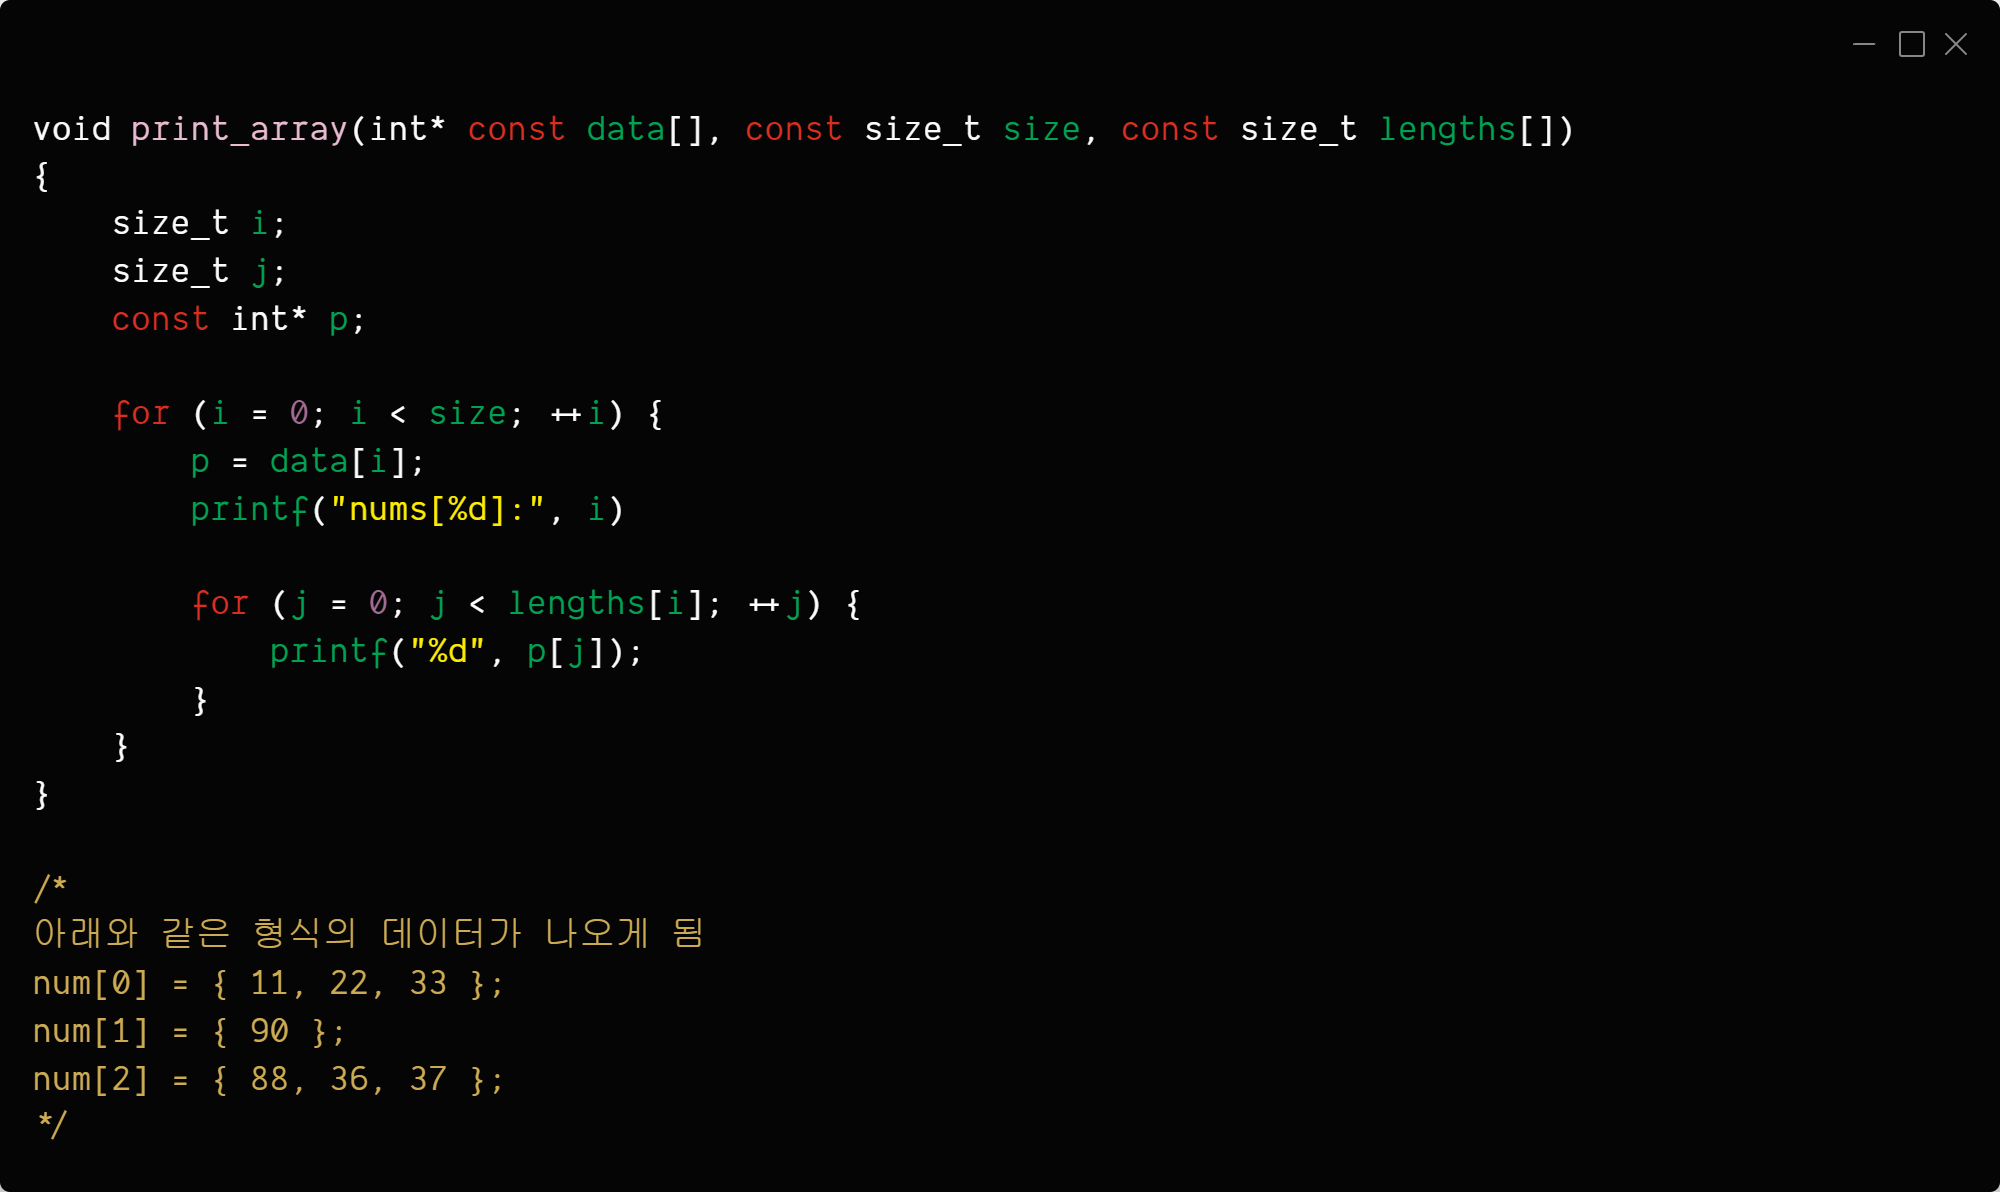 void print_array(int* const data[], const size_t size, const size_t lengths[])
{
    size_t i;
    size_t j;
    const int* p;

    for (i = 0; i < size; ++i) {
        p = data[i];
        printf("nums[%d]:", i)

        for (j = 0; j < lengths[i]; ++j) {
            printf("%d", p[j]);
        }
    }
}

/*
아래와 같은 형식의 데이터가 나오게 됨
num[0] = { 11, 22, 33 };
num[1] = { 90 };
num[2] = { 88, 36, 37 };
*/